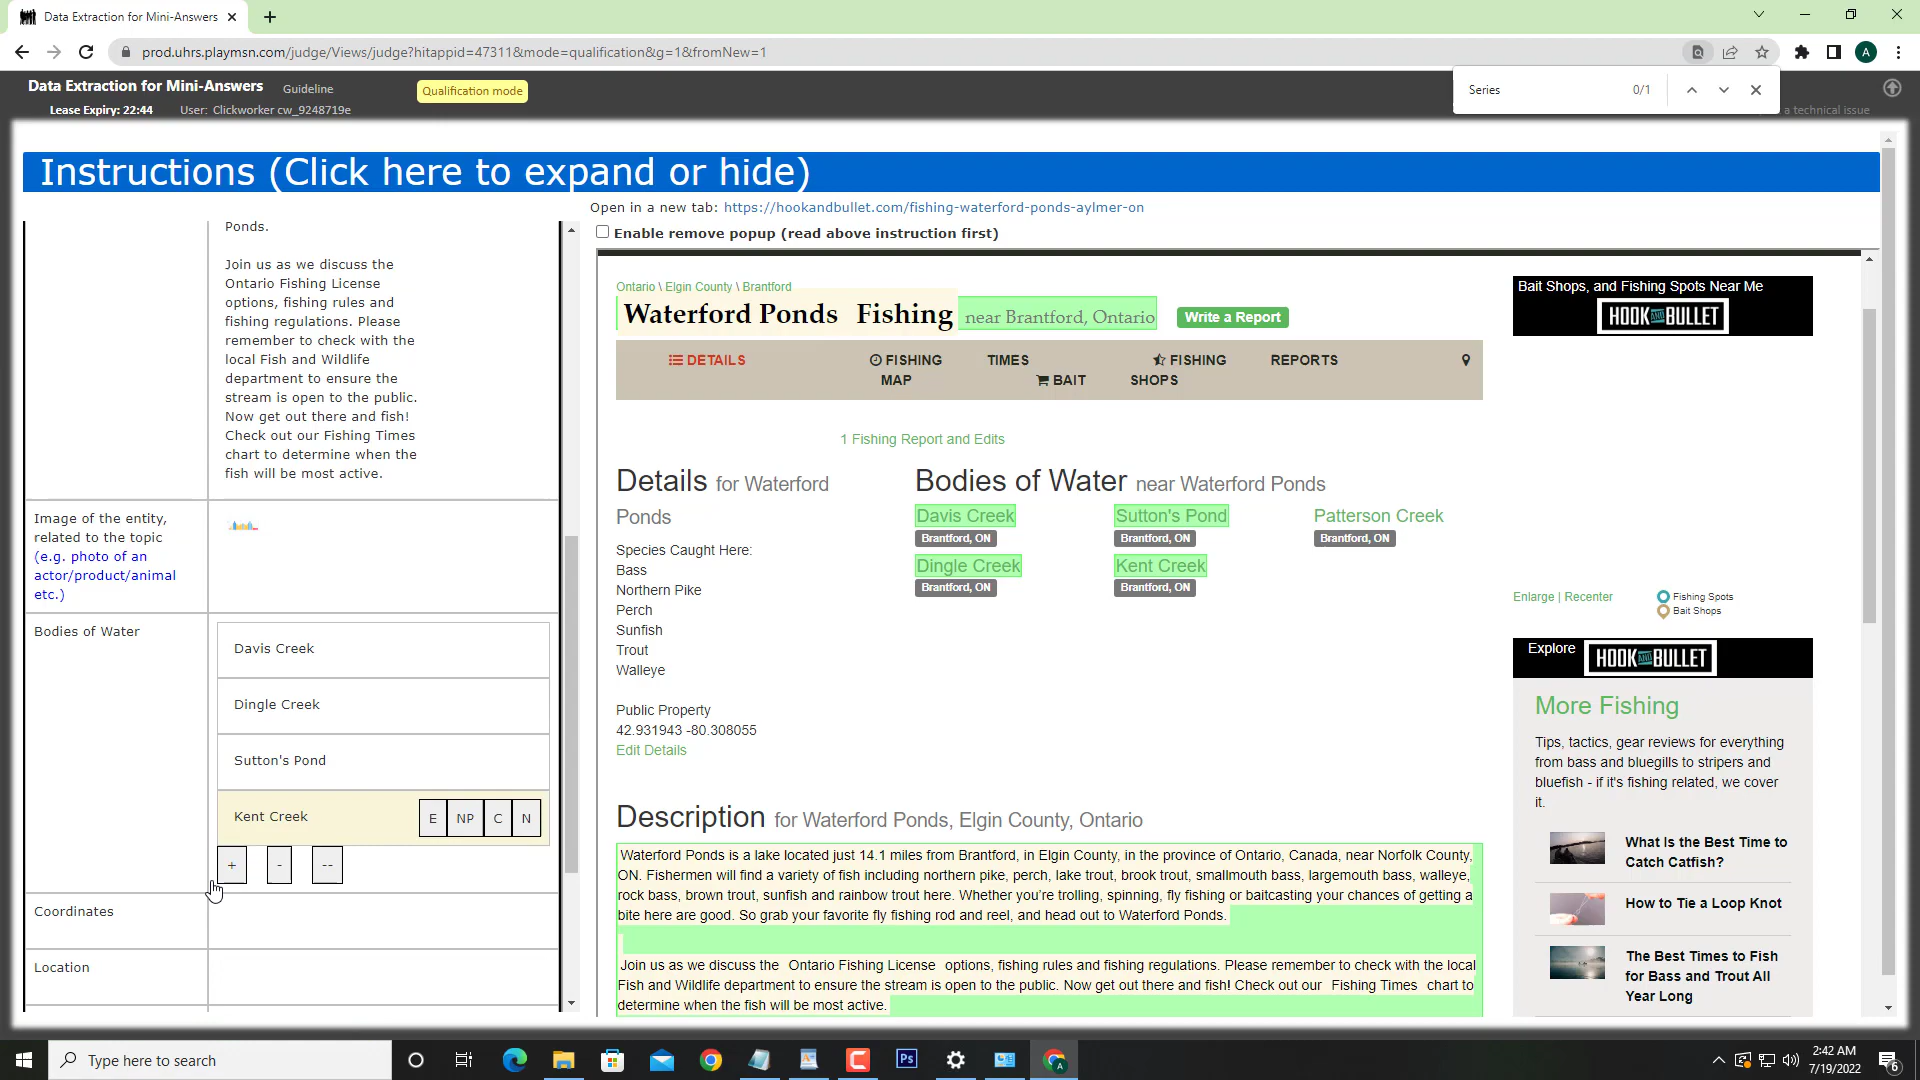 Data Extraction for Mini-Answers
prod.uhrs.playmsn.com/judge/Views/judge?hitappid=47311&mode=qualification&g=1&fromNew=1
A
Data Extraction for Mini-Answers
Guideline
Qualification mode
Lease Expiry: 22:44
User: Clickworker cw_9248719e
Series
0/1
a technical issue
Instructions (Click here to expand or hide)
Open in a new tab: https://hookandbullet.com/fishing-waterford-ponds-aylmer-on
Enable remove popup (read above instruction first)
Ponds.
Join us as we discuss the
Ontario Fishing License
options, fishing rules and
fishing regulations. Please
remember to check with the
local Fish and Wildlife
department to ensure the
stream is open to the public.
Now get out there and fish!
Check out our Fishing Times
chart to determine when the
fish will be most active.
Image of the entity,
related to the topic
(e.g. photo of an
actor/product/animal
etc.)
Bodies of Water
Davis Creek
Dingle Creek
Sutton's Pond
Kent Creek
E NP C N
+ - --
Coordinates
Location
Ontario \ Elgin County \ Brantford
Waterford Ponds Fishing near Brantford, Ontario
Write a Report
DETAILS
FISHING TIMES
FISHING REPORTS
MAP
BAIT SHOPS
1 Fishing Report and Edits
Details for Waterford
Ponds
Species Caught Here:
Bass
Northern Pike
Perch
Sunfish
Trout
Walleye
Public Property
42.931943 -80.308055
Edit Details
Bodies of Water near Waterford Ponds
Davis Creek
Brantford, ON
Sutton's Pond
Brantford, ON
Patterson Creek
Brantford, ON
Dingle Creek
Brantford, ON
Kent Creek
Brantford, ON
Description for Waterford Ponds, Elgin County, Ontario
Waterford Ponds is a lake located just 14.1 miles from Brantford, in Elgin County, in the province of Ontario, Canada, near Norfolk County,
ON. Fishermen will find a variety of fish including northern pike, perch, lake trout, brook trout, smallmouth bass, largemouth bass, walleye,
rock bass, brown trout, sunfish and rainbow trout here. Whether you're trolling, spinning, fly fishing or baitcasting your chances of getting a
bite here are good. So grab your favorite fly fishing rod and reel, and head out to Waterford Ponds.
Join us as we discuss the Ontario Fishing License options, fishing rules and fishing regulations. Please remember to check with the local
Fish and Wildlife department to ensure the stream is open to the public. Now get out there and fish! Check out our Fishing Times chart to
determine when the fish will be most active.
Bait Shops, and Fishing Spots Near Me
HOOK AND BULLET
Enlarge | Recenter
Fishing Spots
Bait Shops
Explore HOOK AND BULLET
More Fishing
Tips, tactics, gear reviews for everything
from bass and bluegills to stripers and
bluefish - if it's fishing related, we cover
it.
What Is the Best Time to
Catch Catfish?
How to Tie a Loop Knot
The Best Times to Fish
for Bass and Trout All
Year Long
Type here to search
Ps
A
2:42 AM
7/19/2022
6